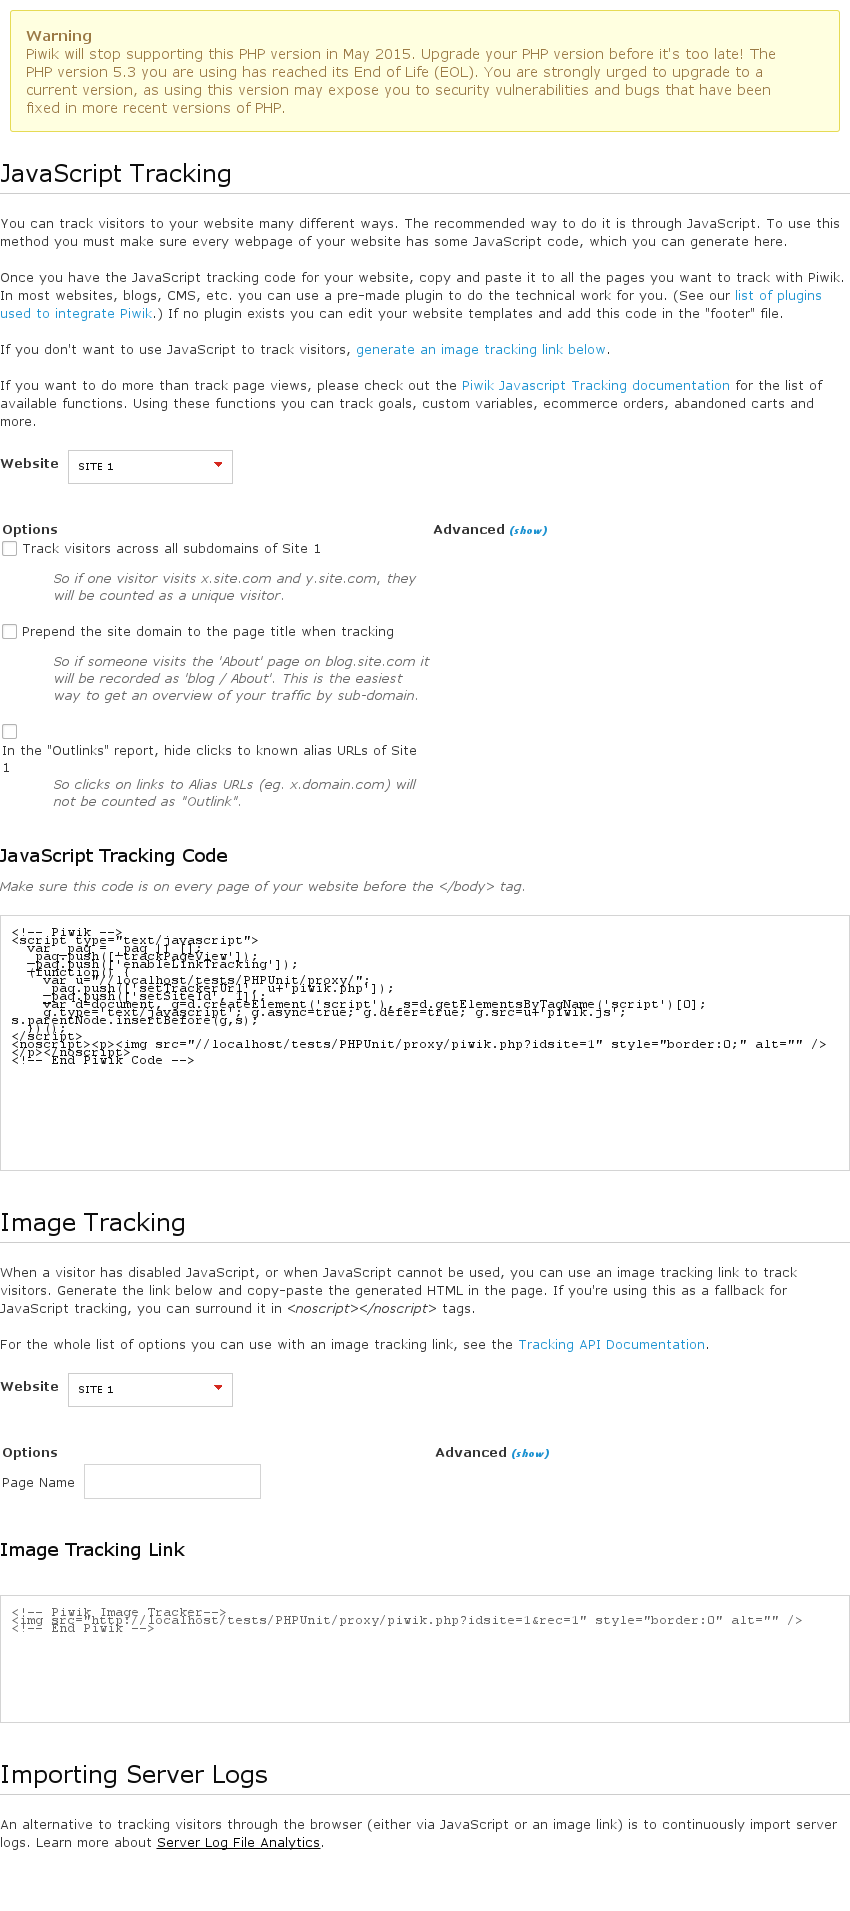 Warning
Piwik will stop supporting this PHP version in May 2015. Upgrade your PHP version before it's too late! The
PHP version 5.3 you are using has reached its End of Life (EOL). You are strongly urged to upgrade to a
current version, as using this version may expose you to security vulnerabilities and bugs that have been
fixed in more recent versions of PHP.
JavaScript Tracking
You can track visitors to your website many different ways. The recommended way to do it is through JavaScript. To use this
method you must make sure every webpage of your website has some JavaScript code, which you can generate here.
Once you have the JavaScript tracking code for your website, copy and paste it to all the pages you want to track with Piwik.
In most websites, blogs, CMS, etc. you can use a pre-made plugin to do the technical work for you. (See our list of plugins
used to integrate Piwik.) If no plugin exists you can edit your website templates and add this code in the "footer" file.
If you don't want to use JavaScript to track visitors, generate an image tracking link below.
If you want to do more than track page views, please check out the Piwik Javascript Tracking documentation for the list of
available functions. Using these functions you can track goals, custom variables, ecommerce orders, abandoned carts and
more.
Website SITE 1
Options Advanced (show)
Track visitors across all subdomains of Site 1
So if one visitor visits x.site.com and y.site.com, they
will be counted as a unique visitor.
Prepend the site domain to the page title when tracking
So if someone visits the 'About' page on blog.site.com it
will be recorded as 'blog / About'. This is the easiest
way to get an overview of your traffic by sub-domain.
In the "Outlinks" report, hide clicks to known alias URLs of Site
1
So clicks on links to Alias URLs (eg. x.domain.com) will
not be counted as "Outlink".
JavaScript Tracking Code
Make sure this code is on every page of your website before the </body> tag.
<!-- Piwik -->
<script type="text/javascript">
  var _paq = _paq || [];
  _paq.push(['trackPageView']);
  _paq.push(['enableLinkTracking']);
  (function() {
    var u="//localhost/tests/PHPUnit/proxy/";
    _paq.push(['setTrackerUrl', u+'piwik.php']);
    _paq.push(['setSiteId', 1]);
    var d=document, g=d.createElement('script'), s=d.getElementsByTagName('script')[0];
    g.type='text/javascript'; g.async=true; g.defer=true; g.src=u+'piwik.js';
s.parentNode.insertBefore(g,s);
  })();
</script>
<noscript><p><img src="//localhost/tests/PHPUnit/proxy/piwik.php?idsite=1" style="border:0;" alt="" />
</p></noscript>
<!-- End Piwik Code -->
Image Tracking
When a visitor has disabled JavaScript, or when JavaScript cannot be used, you can use an image tracking link to track
visitors. Generate the link below and copy-paste the generated HTML in the page. If you're using this as a fallback for
JavaScript tracking, you can surround it in <noscript></noscript> tags.
For the whole list of options you can use with an image tracking link, see the Tracking API Documentation.
Website SITE 1
Options Advanced (show)
Page Name
Image Tracking Link
<!-- Piwik Image Tracker-->
<img src="http://localhost/tests/PHPUnit/proxy/piwik.php?idsite=1&rec=1" style="border:0" alt="" />
<!-- End Piwik -->
Importing Server Logs
An alternative to tracking visitors through the browser (either via JavaScript or an image link) is to continuously import server
logs. Learn more about Server Log File Analytics.